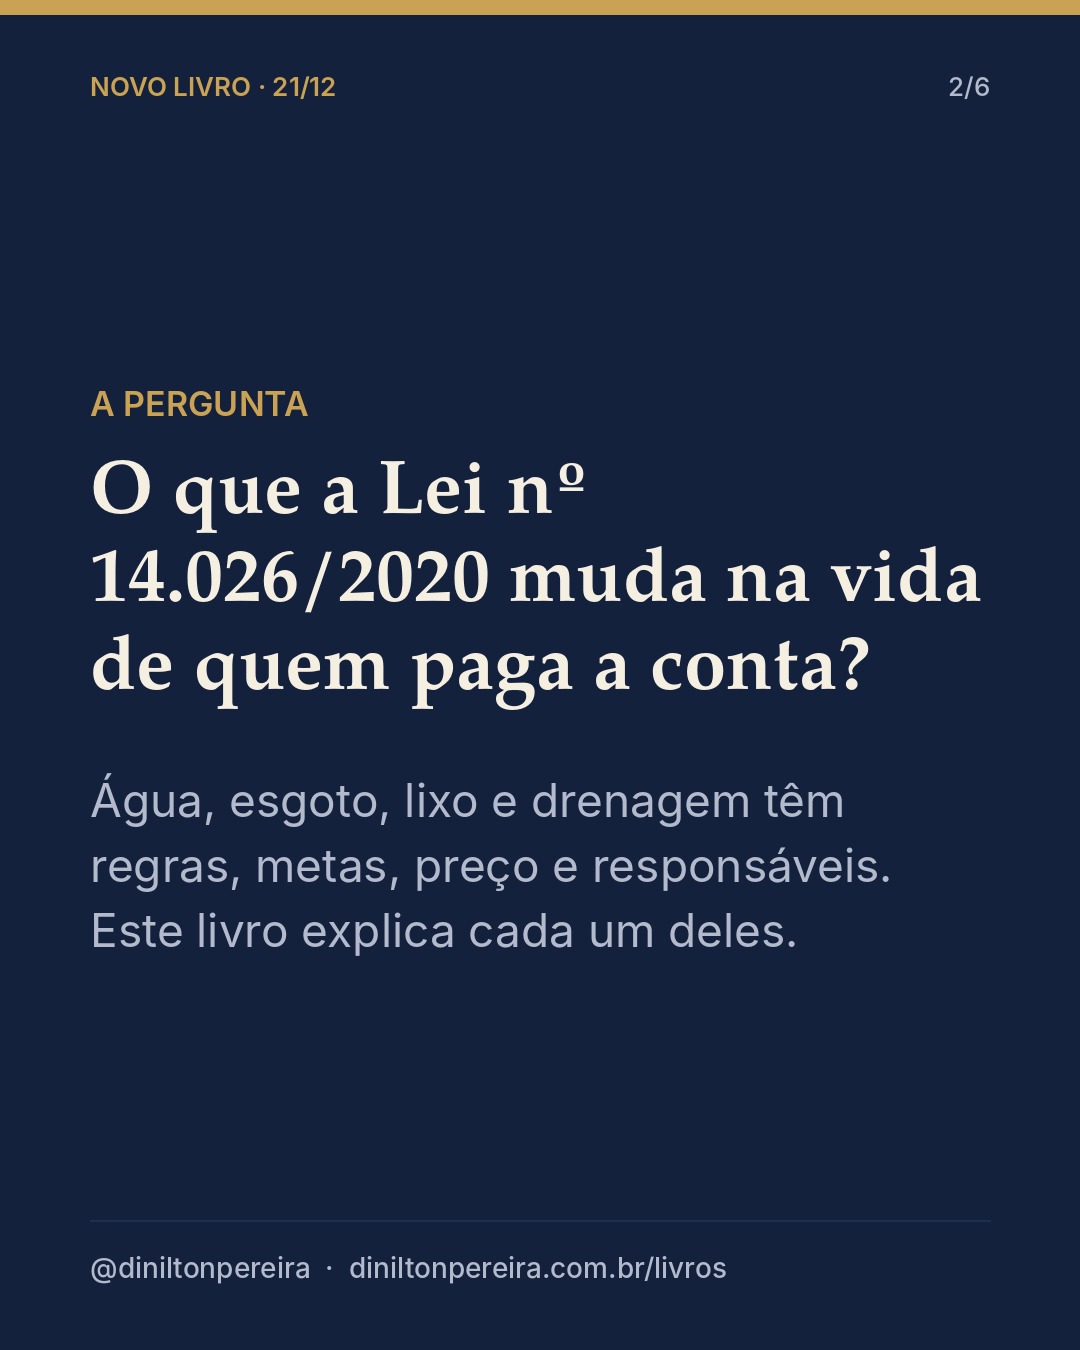 NOVO LIVRO · 21/12
2/6
A PERGUNTA
O que a Lei nº
14.026/2020 muda na vida
de quem paga a conta?
Água, esgoto, lixo e drenagem têm
regras, metas, preço e responsáveis.
Este livro explica cada um deles.
@diniltonpereira · diniltonpereira.com.br/livros